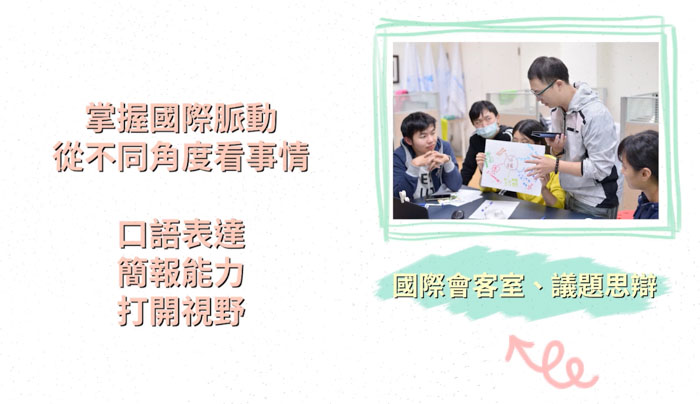 掌握國際脈動
從不同角度看事情
口語表達
簡報能力
打開視野
國際會客室、議題思辯